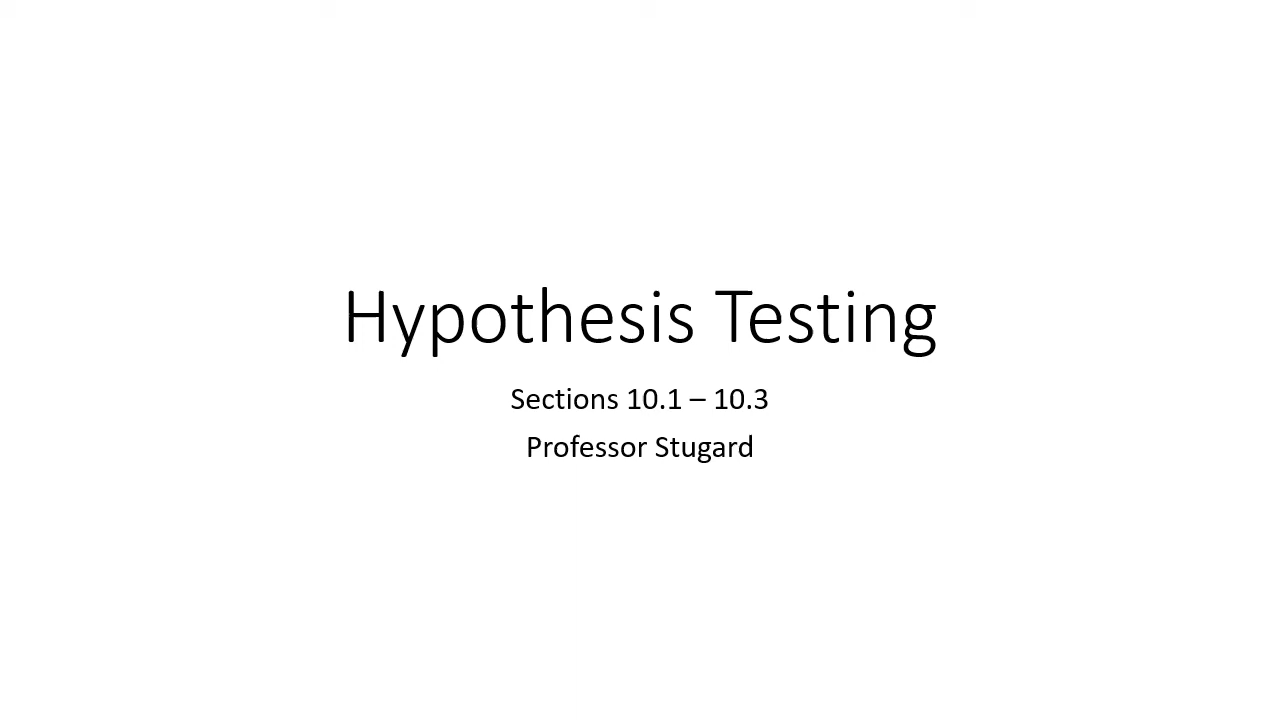 Hypothesis Testing
Sections 10.1 – 10.3
Professor Stugard